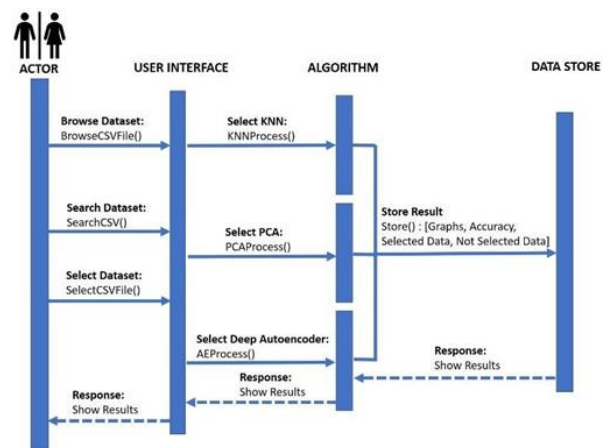 ACTOR
USER INTERFACE
ALGORITHM
DATA STORE
Browse Dataset:
BrowseCSVFile()
Select KNN:
KNNProcess()
Search Dataset:
SearchCSV()
Select PCA:
PCAProcess()
Store Result
Store() : [Graphs, Accuracy,
Selected Data, Not Selected Data]
Select Dataset:
SelectCSVFile()
Select Deep Autoencoder:
AEProcess()
Response:
Show Results
Response:
Show Results
Response:
Show Results